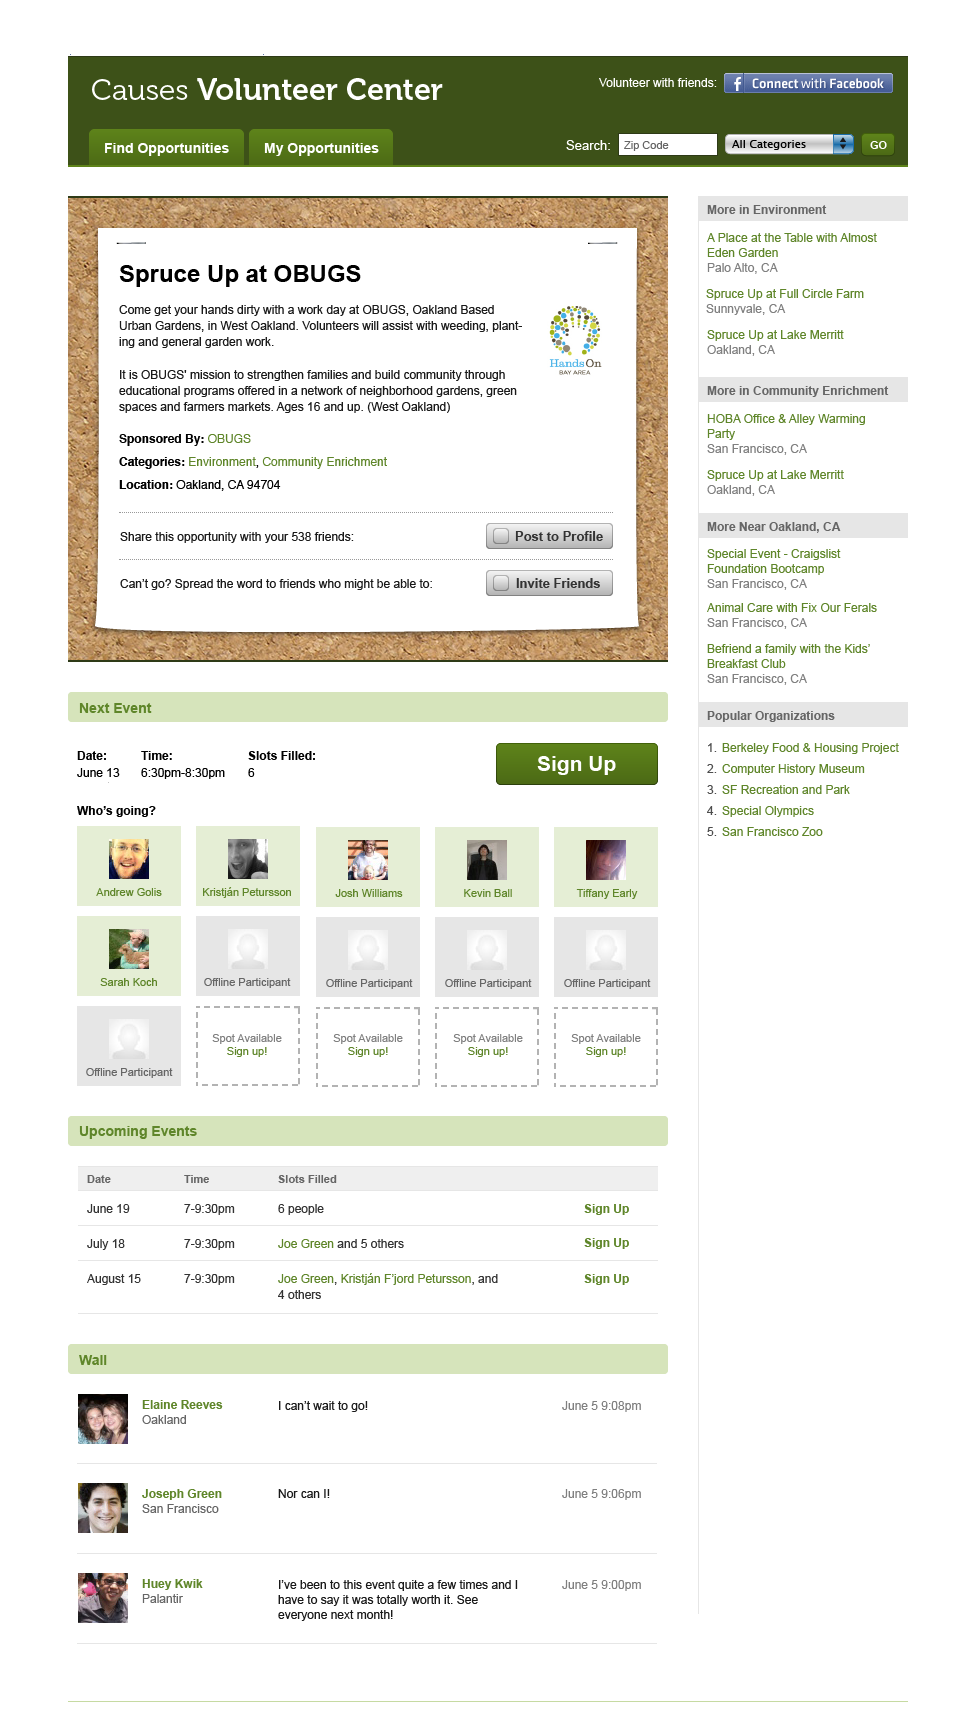 Causes Volunteer Center
Volunteer with friends:
f Connect with Facebook
Find Opportunities
My Opportunities
Search:
Zip Code
All Categories
GO
Spruce Up at OBUGS
Come get your hands dirty with a work day at OBUGS, Oakland Based
Urban Gardens, in West Oakland. Volunteers will assist with weeding, plant-
ing and general garden work.
It is OBUGS' mission to strengthen families and build community through
educational programs offered in a network of neighborhood gardens, green
spaces and farmers markets. Ages 16 and up. (West Oakland)
HandsOn
BAY AREA
Sponsored By: OBUGS
Categories: Environment, Community Enrichment
Location: Oakland, CA 94704
Share this opportunity with your 538 friends:
Post to Profile
Can't go? Spread the word to friends who might be able to:
Invite Friends
Next Event
Date:
Time:
Slots Filled:
June 13
6:30pm-8:30pm
6
Sign Up
Who's going?
Andrew Golis
Kristján Petursson
Josh Williams
Kevin Ball
Tiffany Early
Sarah Koch
Offline Participant
Offline Participant
Offline Participant
Offline Participant
Offline Participant
Spot Available
Sign up!
Spot Available
Sign up!
Spot Available
Sign up!
Spot Available
Sign up!
Upcoming Events
Date
Time
Slots Filled
June 19
7-9:30pm
6 people
Sign Up
July 18
7-9:30pm
Joe Green and 5 others
Sign Up
August 15
7-9:30pm
Joe Green, Kristján F'jord Petursson, and
4 others
Sign Up
Wall
Elaine Reeves
Oakland
I can't wait to go!
June 5 9:08pm
Joseph Green
San Francisco
Nor can I!
June 5 9:06pm
Huey Kwik
Palantir
I've been to this event quite a few times and I
have to say it was totally worth it. See
everyone next month!
June 5 9:00pm
More in Environment
A Place at the Table with Almost
Eden Garden
Palo Alto, CA
Spruce Up at Full Circle Farm
Sunnyvale, CA
Spruce Up at Lake Merritt
Oakland, CA
More in Community Enrichment
HOBA Office & Alley Warming
Party
San Francisco, CA
Spruce Up at Lake Merritt
Oakland, CA
More Near Oakland, CA
Special Event - Craigslist
Foundation Bootcamp
San Francisco, CA
Animal Care with Fix Our Ferals
San Francisco, CA
Befriend a family with the Kids'
Breakfast Club
San Francisco, CA
Popular Organizations
1. Berkeley Food & Housing Project
2. Computer History Museum
3. SF Recreation and Park
4. Special Olympics
5. San Francisco Zoo